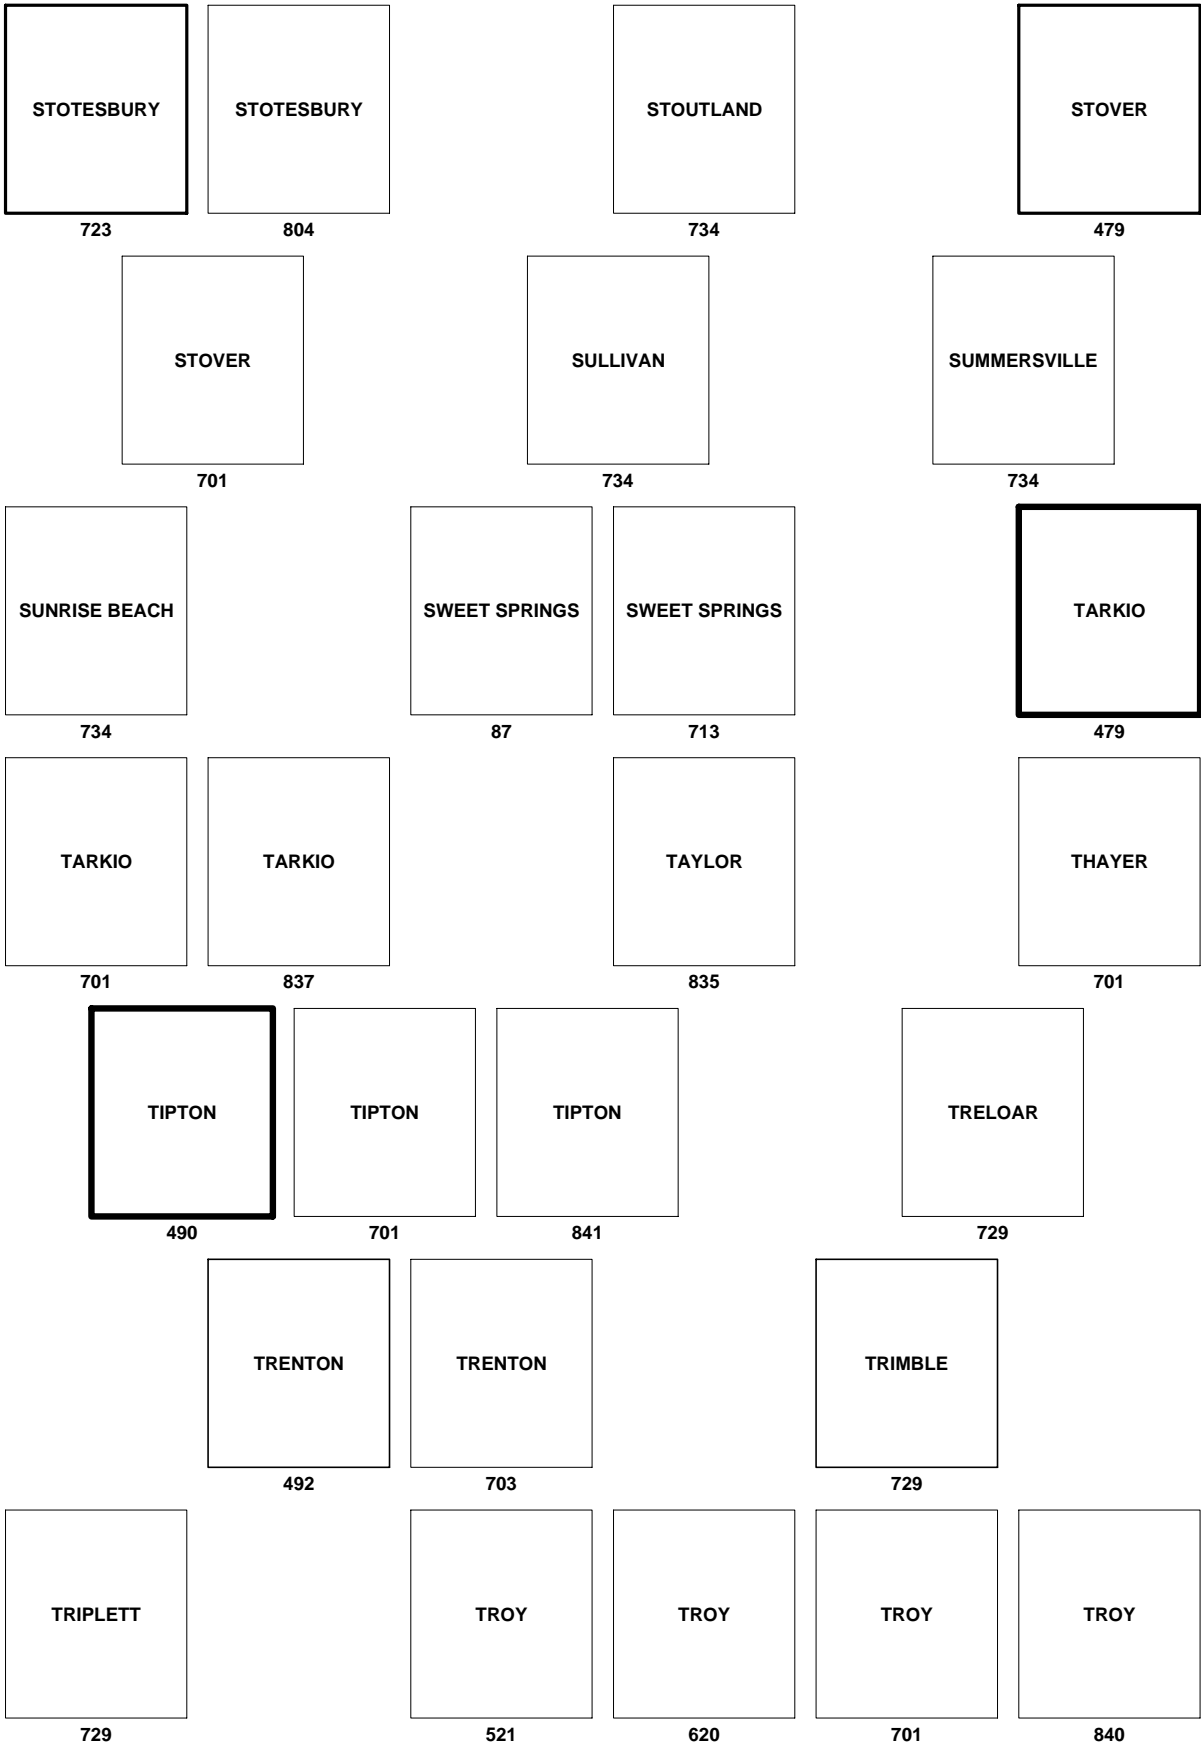 STOTESBURY STOTESBURY STOUTLAND STOVER
723 804 734 479
STOVER SULLIVAN SUMMERSVILLE
701 734 734
SUNRISE BEACH SWEET SPRINGS SWEET SPRINGS TARKIO
734 87 713 479
TARKIO TARKIO TAYLOR THAYER
701 837 835 701
TIPTON TIPTON TIPTON TRELOAR
490 701 841 729
TRENTON TRENTON TRIMBLE
492 703 729
TRIPLETT TROY TROY TROY TROY
729 521 620 701 840